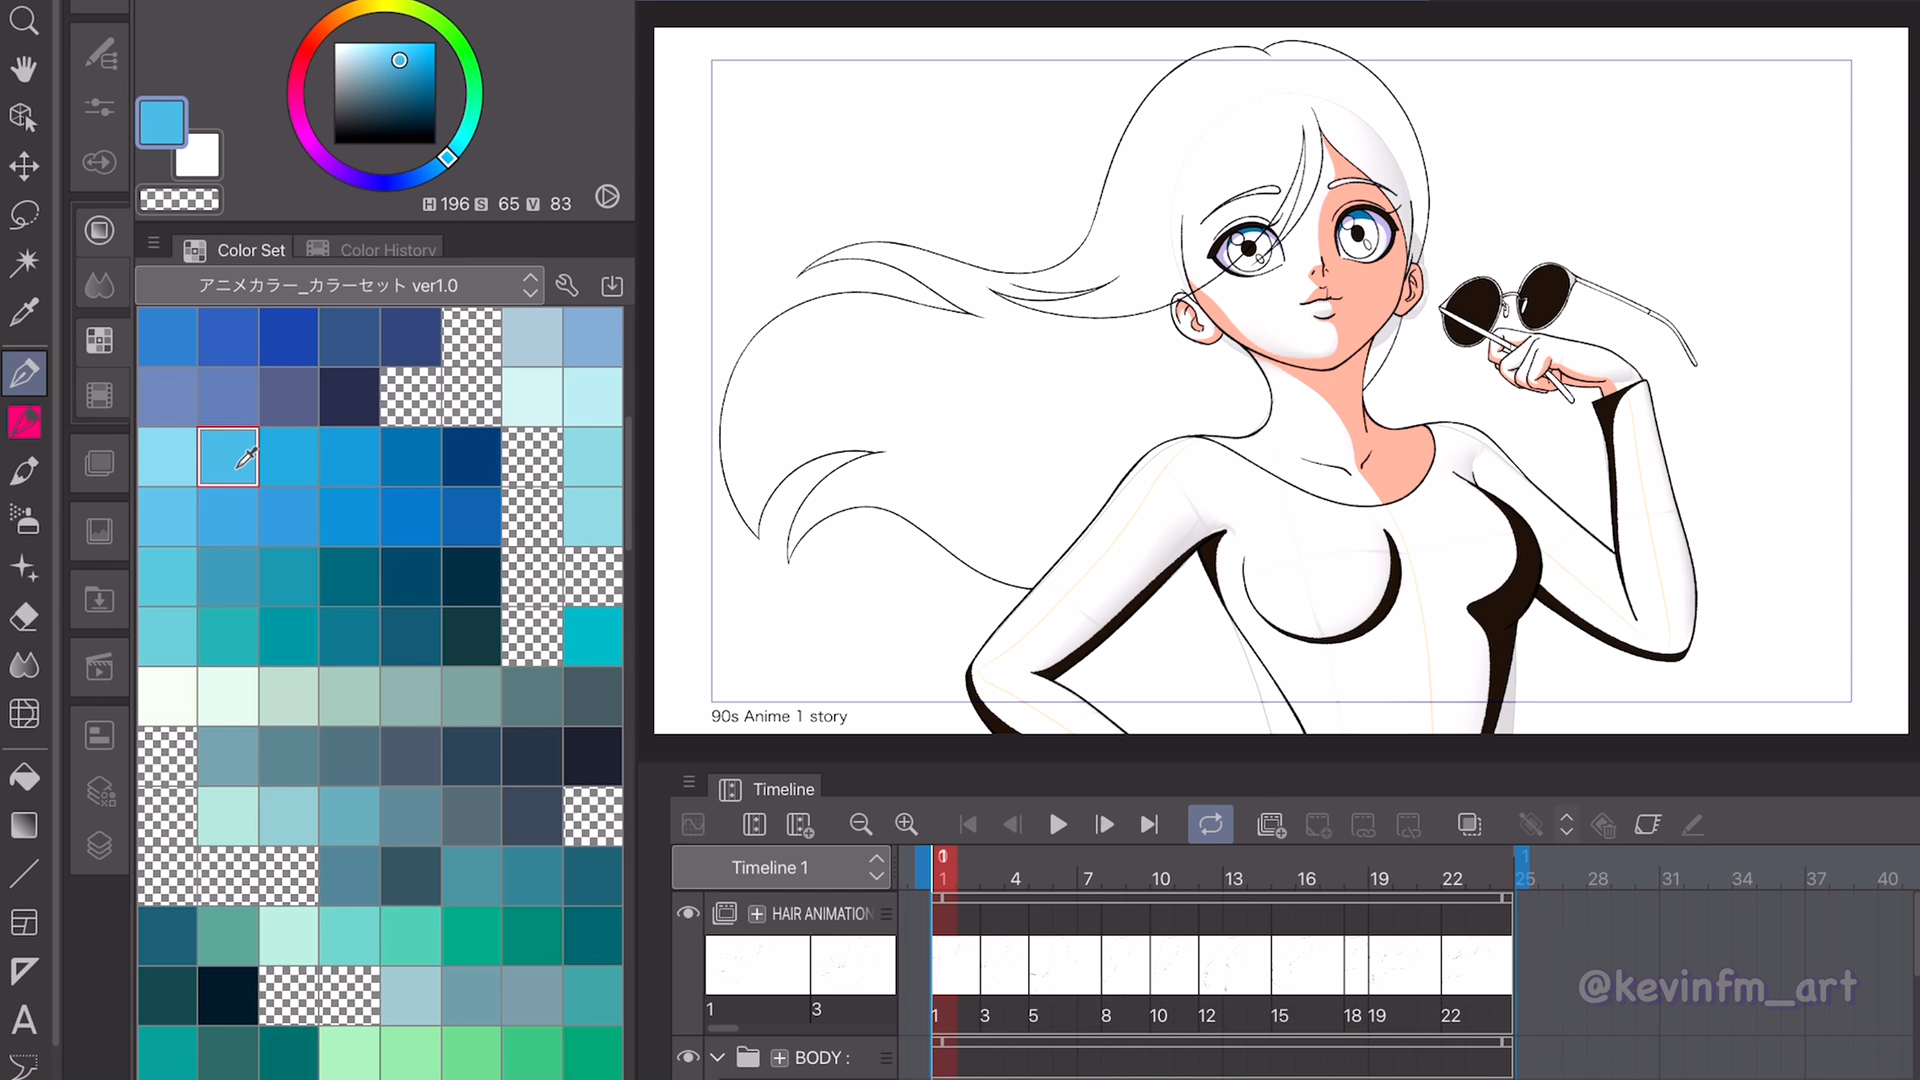 H 196 S 65 V 83
Color Set
Color History
アニメカラー_カラーセット ver1.0
90s Anime 1 story
Timeline
Timeline 1
0 1
1 4 7 10 13 16 19 22 25 28 31 34 37 40
HAIR ANIMATION
1 3
1 3 5 8 10 12 15 18 19 22
BODY :
@kevinfm_art
A